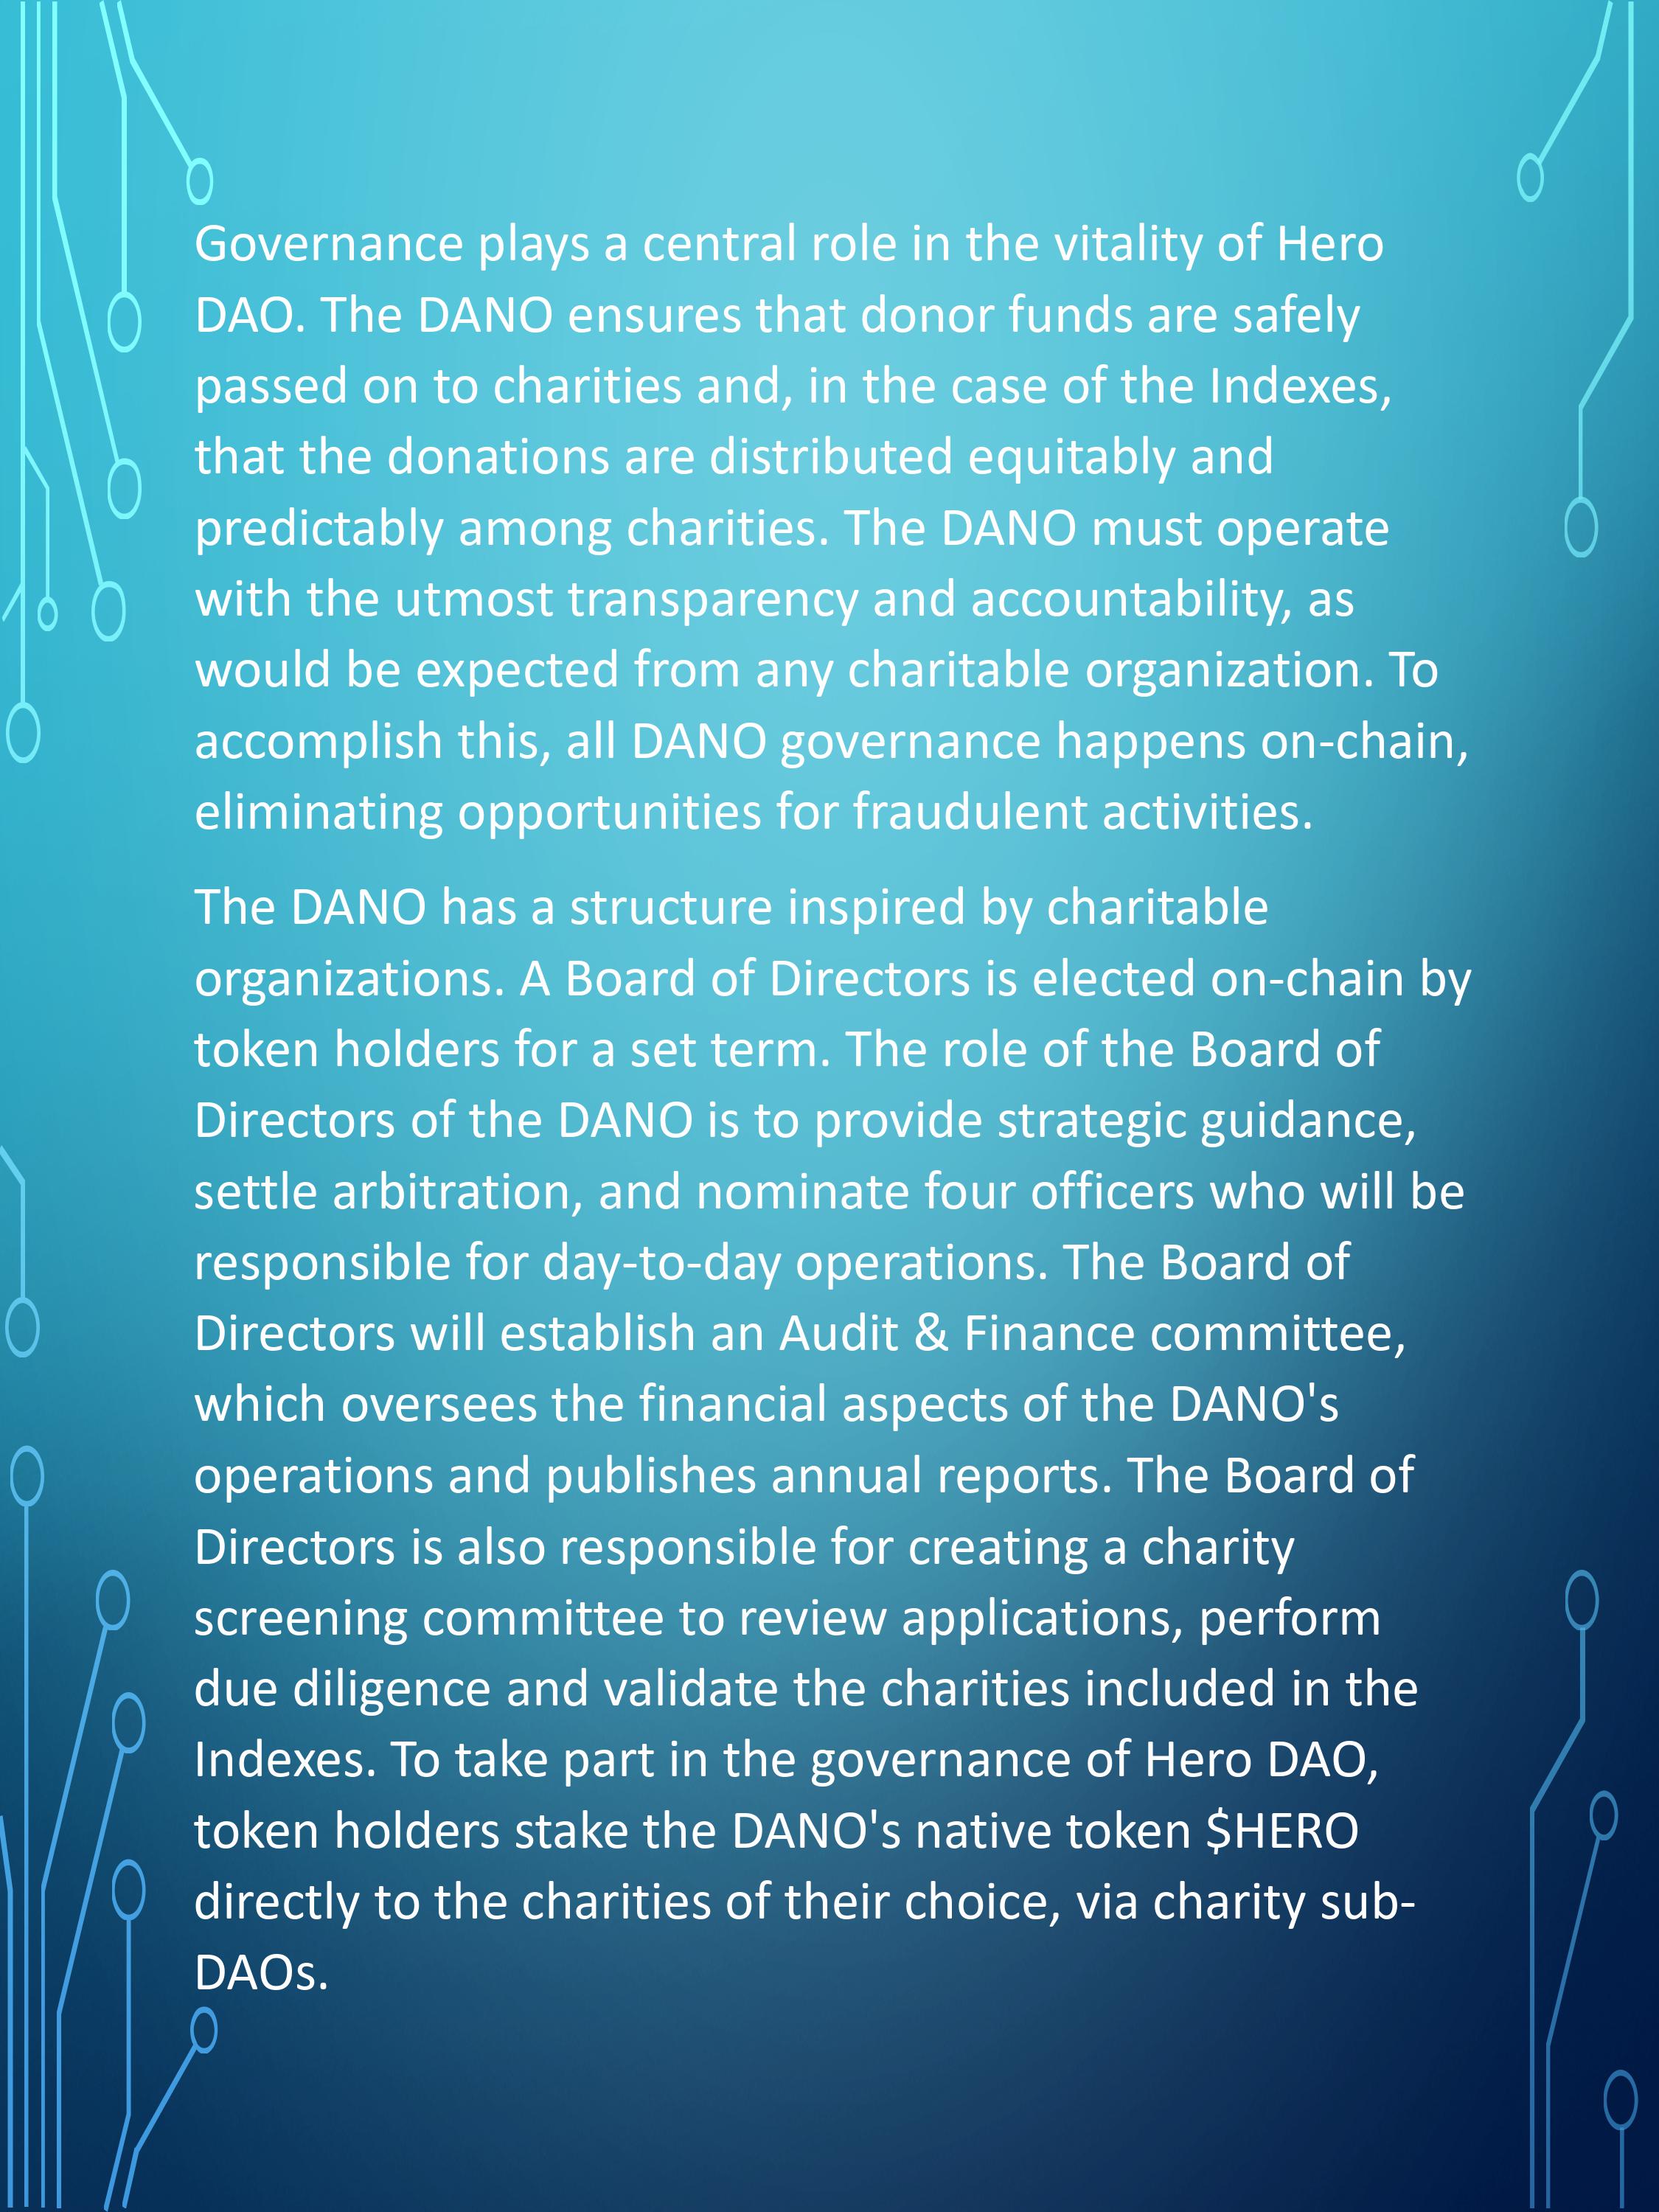 Governance plays a central role in the vitality of Hero
DAO. The DANO ensures that donor funds are safely
passed on to charities and, in the case of the Indexes,
that the donations are distributed equitably and
predictably among charities. The DANO must operate
with the utmost transparency and accountability, as
would be expected from any charitable organization. To
accomplish this, all DANO governance happens on-chain,
eliminating opportunities for fraudulent activities.
The DANO has a structure inspired by charitable
organizations. A Board of Directors is elected on-chain by
token holders for a set term. The role of the Board of
Directors of the DANO is to provide strategic guidance,
settle arbitration, and nominate four officers who will be
responsible for day-to-day operations. The Board of
Directors will establish an Audit & Finance committee,
which oversees the financial aspects of the DANO's
operations and publishes annual reports. The Board of
Directors is also responsible for creating a charity
screening committee to review applications, perform
due diligence and validate the charities included in the
Indexes. To take part in the governance of Hero DAO,
token holders stake the DANO's native token $HERO
directly to the charities of their choice, via charity sub-
DAOs.